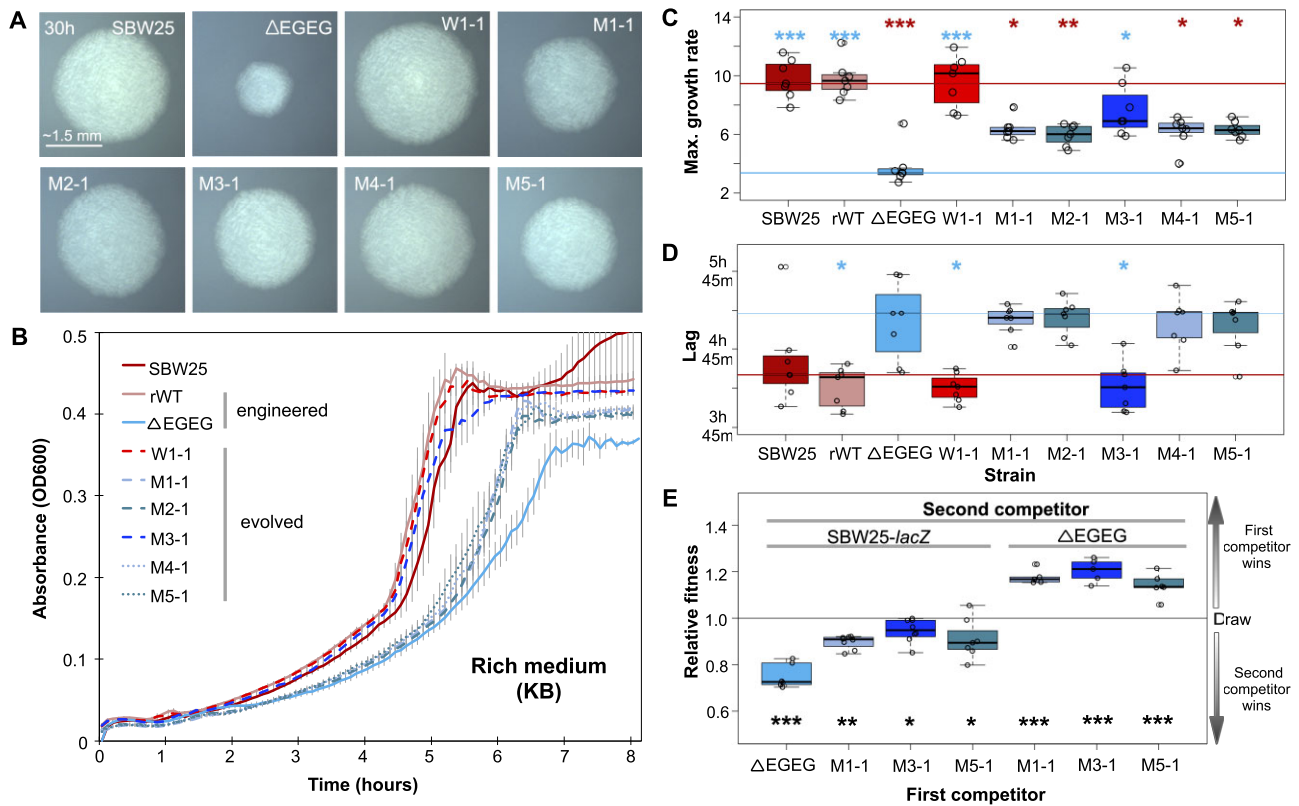 A
30h
SBW25
~1.5 mm
△EGEG
W1-1
M1-1
M2-1
M3-1
M4-1
M5-1
B
Absorbance (OD600)
0.5
0.4
0.3
0.2
0.1
0
SBW25
rWT
△EGEG
engineered
W1-1
M1-1
M2-1
M3-1
M4-1
M5-1
evolved
Rich medium
(KB)
0 1 2 3 4 5 6 7 8
Time (hours)
C
Max. growth rate
14
10
6
2
*** *** *** *** * ** * * *
SBW25 rWT △EGEG W1-1 M1-1 M2-1 M3-1 M4-1 M5-1
D
Lag
5h
45m
4h
45m
3h
45m
* * *
SBW25 rWT △EGEG W1-1 M1-1 M2-1 M3-1 M4-1 M5-1
Strain
E
Relative fitness
1.4
1.2
1.0
0.8
0.6
Second competitor
SBW25-lacZ
△EGEG
*** ** * * *** *** ***
△EGEG M1-1 M3-1 M5-1 M1-1 M3-1 M5-1
First competitor
First
competitor
wins
Draw
Second
competitor
wins